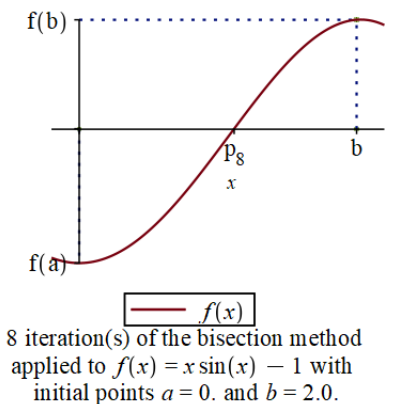 f(b)
p₈
b
x
f(a)
f(x)
8 iteration(s) of the bisection method
applied to f(x) = x sin(x) − 1 with
initial points a = 0. and b = 2.0.